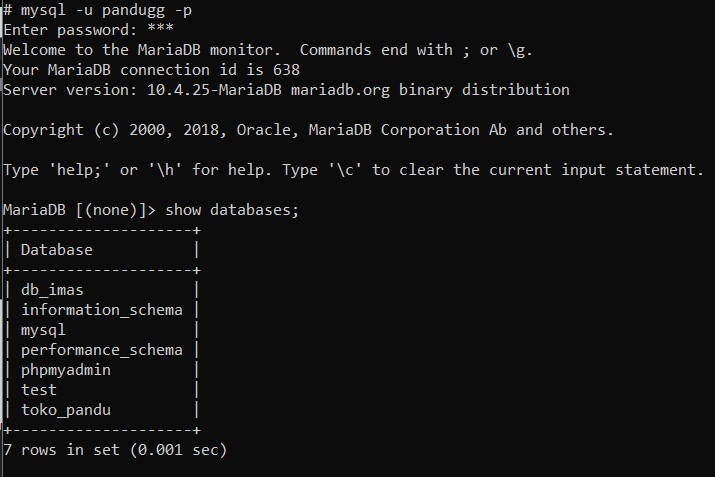 # mysql -u pandugg -p
Enter password: ***
Welcome to the MariaDB monitor.  Commands end with ; or \g.
Your MariaDB connection id is 638
Server version: 10.4.25-MariaDB mariadb.org binary distribution

Copyright (c) 2000, 2018, Oracle, MariaDB Corporation Ab and others.

Type 'help;' or '\h' for help. Type '\c' to clear the current input statement.

MariaDB [(none)]> show databases;
+--------------------+
| Database           |
+--------------------+
| db_imas            |
| information_schema |
| mysql              |
| performance_schema |
| phpmyadmin         |
| test               |
| toko_pandu         |
+--------------------+
7 rows in set (0.001 sec)